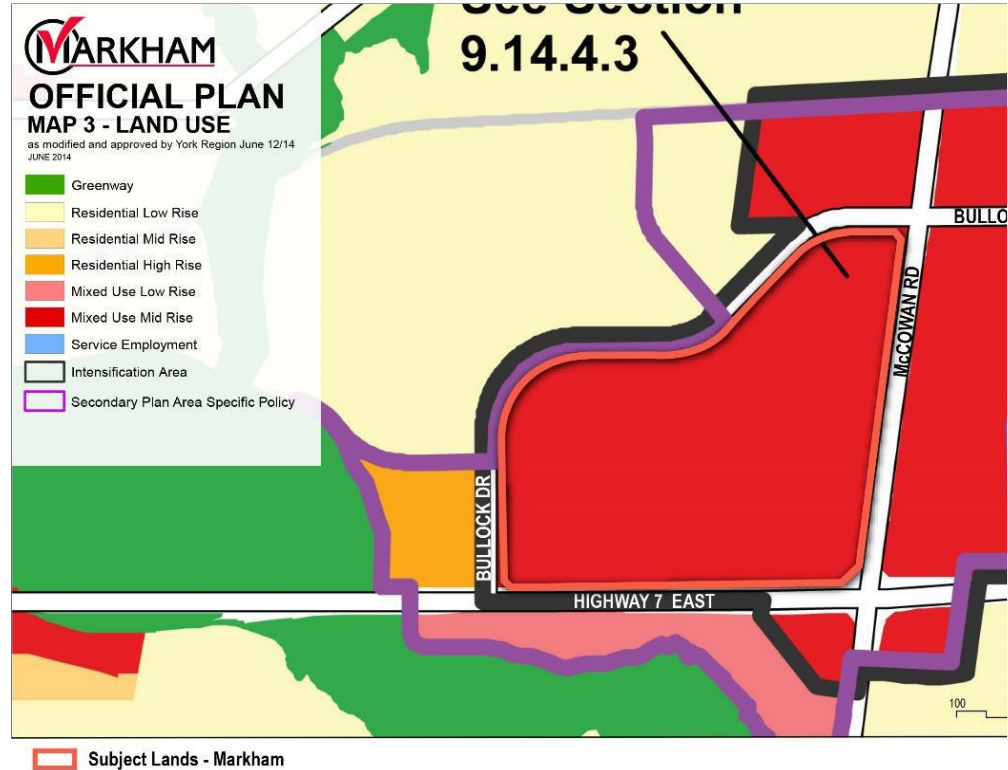 See Section
9.14.4.3
MARKHAM
OFFICIAL PLAN
MAP 3 - LAND USE
as modified and approved by York Region June 12/14
JUNE 2014
Greenway
Residential Low Rise
Residential Mid Rise
Residential High Rise
Mixed Use Low Rise
Mixed Use Mid Rise
Service Employment
Intensification Area
Secondary Plan Area Specific Policy
BULLO
McCOWAN RD
BULLOCK DR
HIGHWAY 7 EAST
100
Subject Lands - Markham